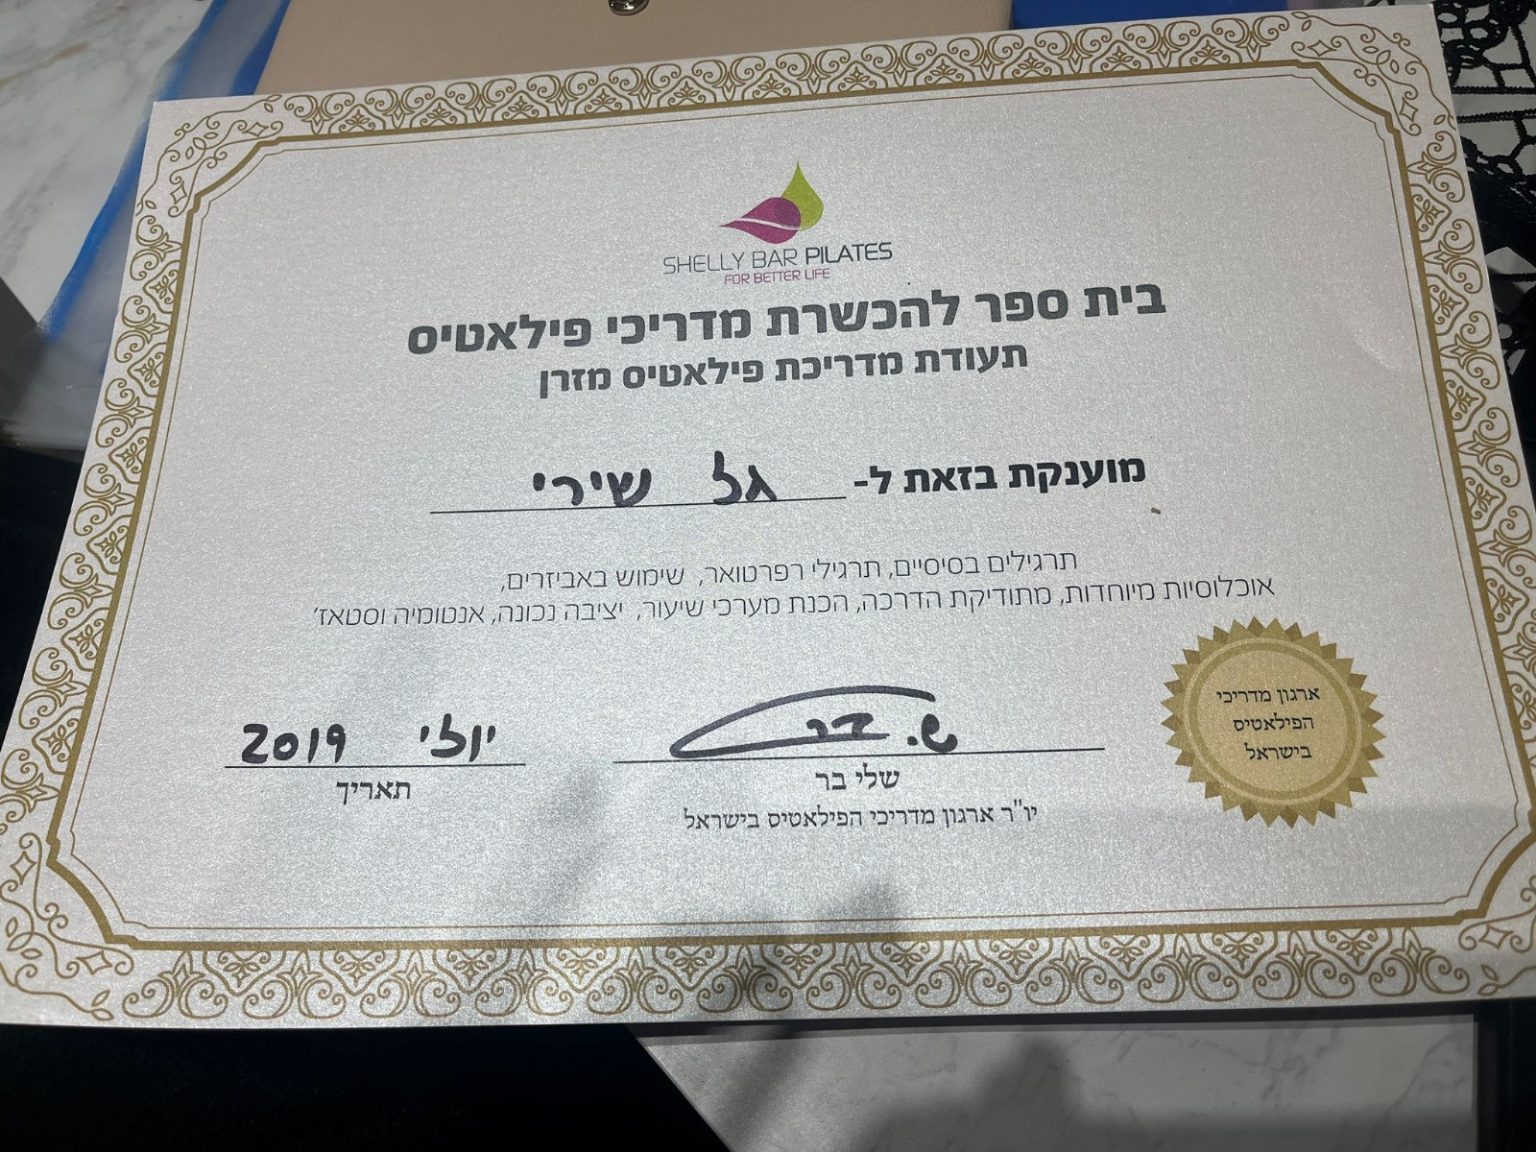 SHELLY BAR PILATES
FOR BETTER LIFE
בית ספר להכשרת מדריכי פילאטיס
תעודת מדריכת פילאטיס מזרן
מוענקת בזאת ל- גל שירי
תרגילים בסיסיים, תרגילי רפרטואר, שימוש באביזרים,
אוכלוסיות מיוחדות, מתודיקת הדרכה, הכנת מערכי שיעור, יציבה נכונה, אנטומיה וסטאז'
ארגון מדריכי
הפילאטיס
בישראל
ש. בר
שלי בר
יו"ר ארגון מדריכי הפילאטיס בישראל
יולי 2019
תאריך